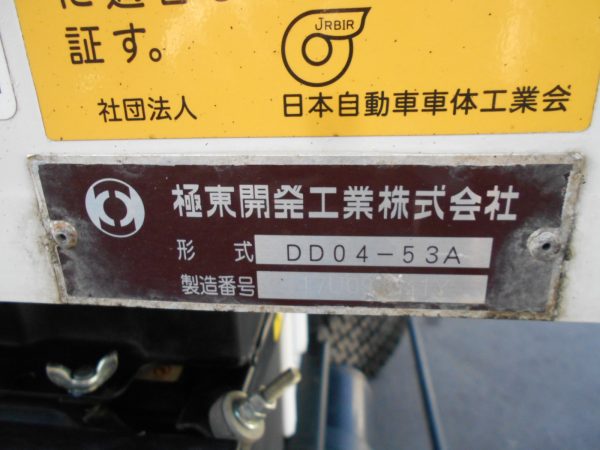 証す。
JRBIR
社団法人 日本自動車車体工業会
極東開発工業株式会社
形式 DD04-53A
製造番号